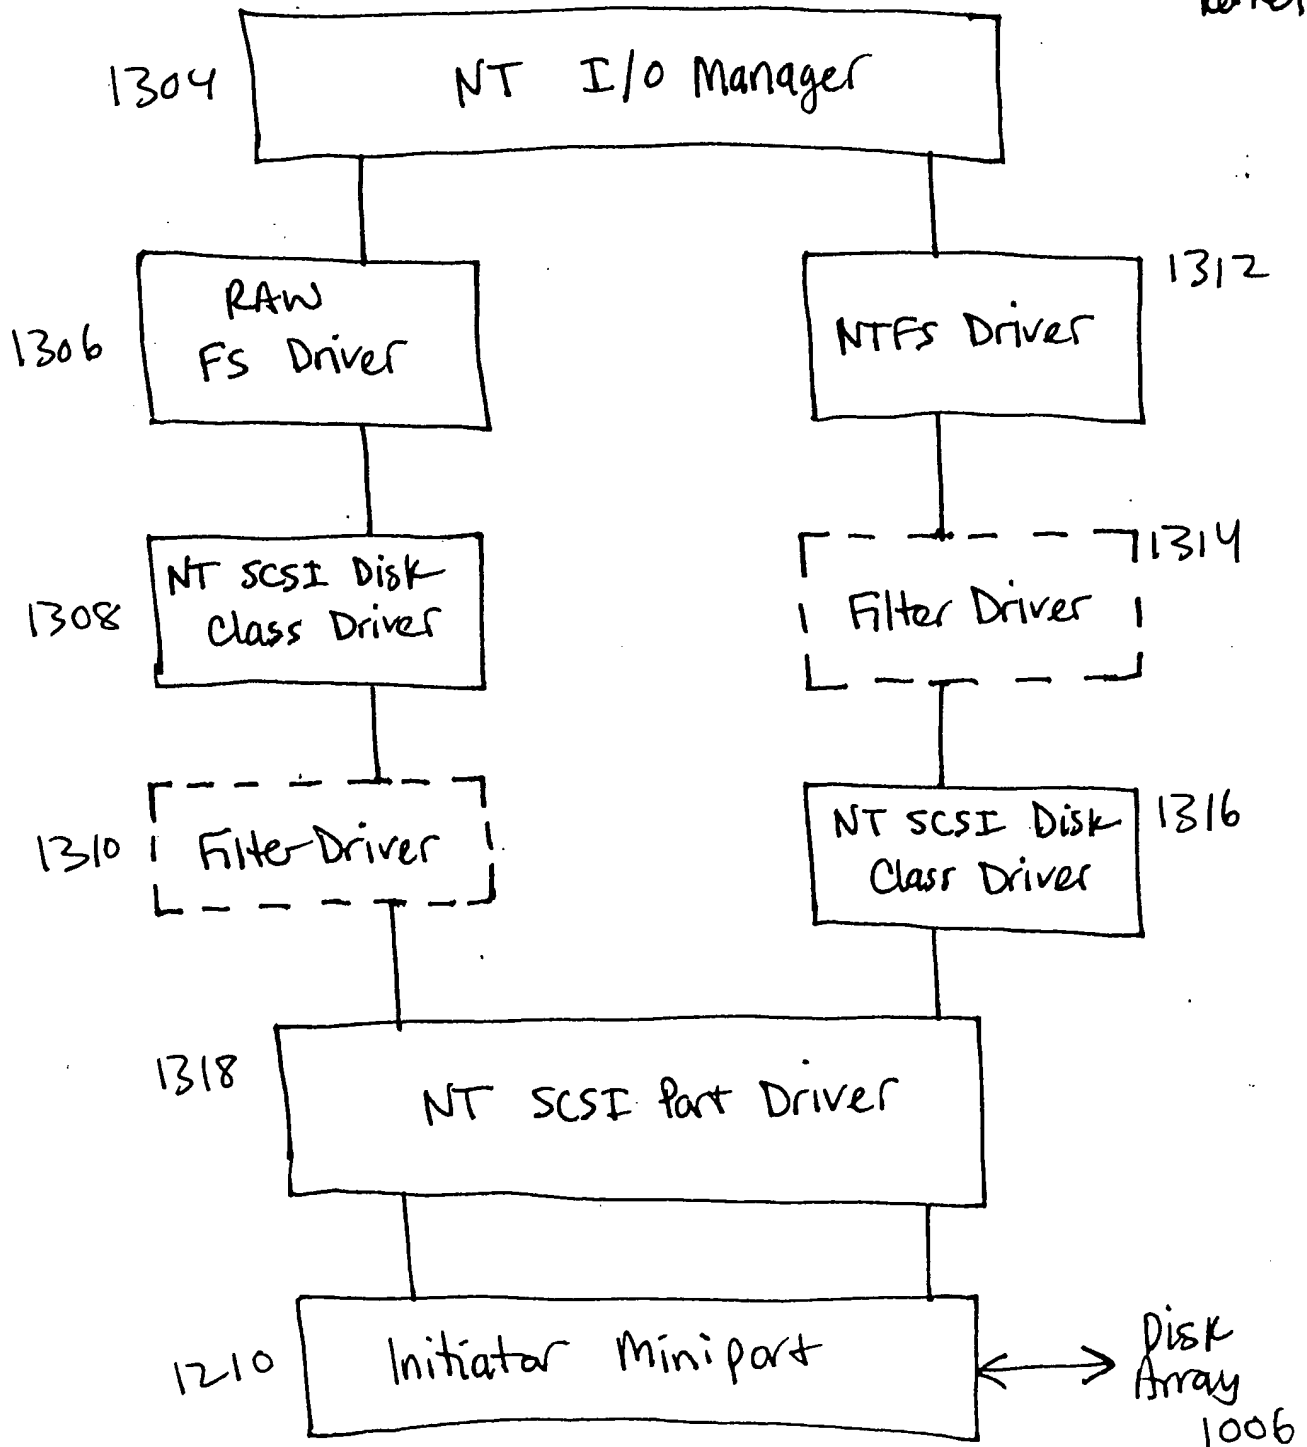 1304
NT I/O Manager
1306
RAW
FS Driver
1312
NTFS Driver
1308
NT SCSI Disk
Class Driver
1314
Filter Driver
1310
Filter Driver
1316
NT SCSI Disk
Class Driver
1318
NT SCSI Port Driver
1210
Initiator Miniport
Disk
Array
1006